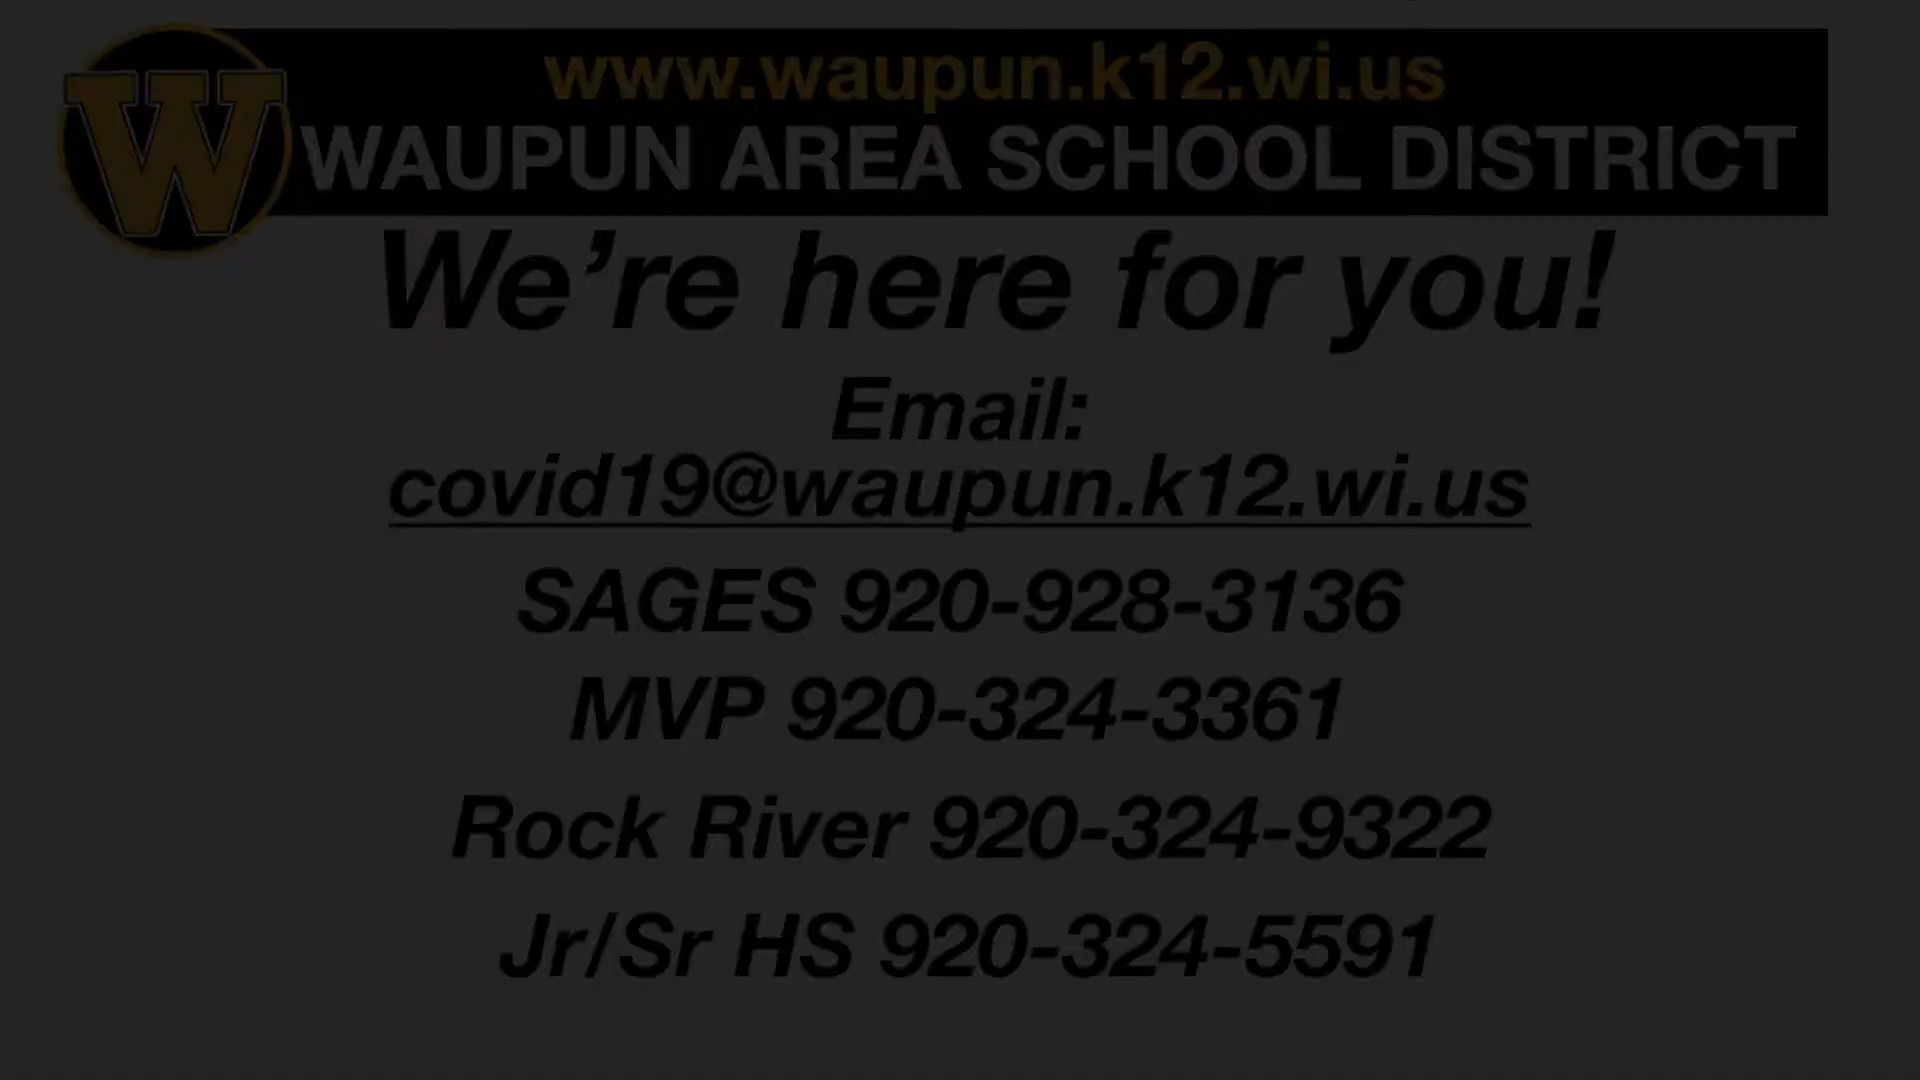 www.waupun.k12.wi.us
W
WAUPUN AREA SCHOOL DISTRICT
We’re here for you!
Email:
covid19@waupun.k12.wi.us
SAGES 920-928-3136
MVP 920-324-3361
Rock River 920-324-9322
Jr/Sr HS 920-324-5591